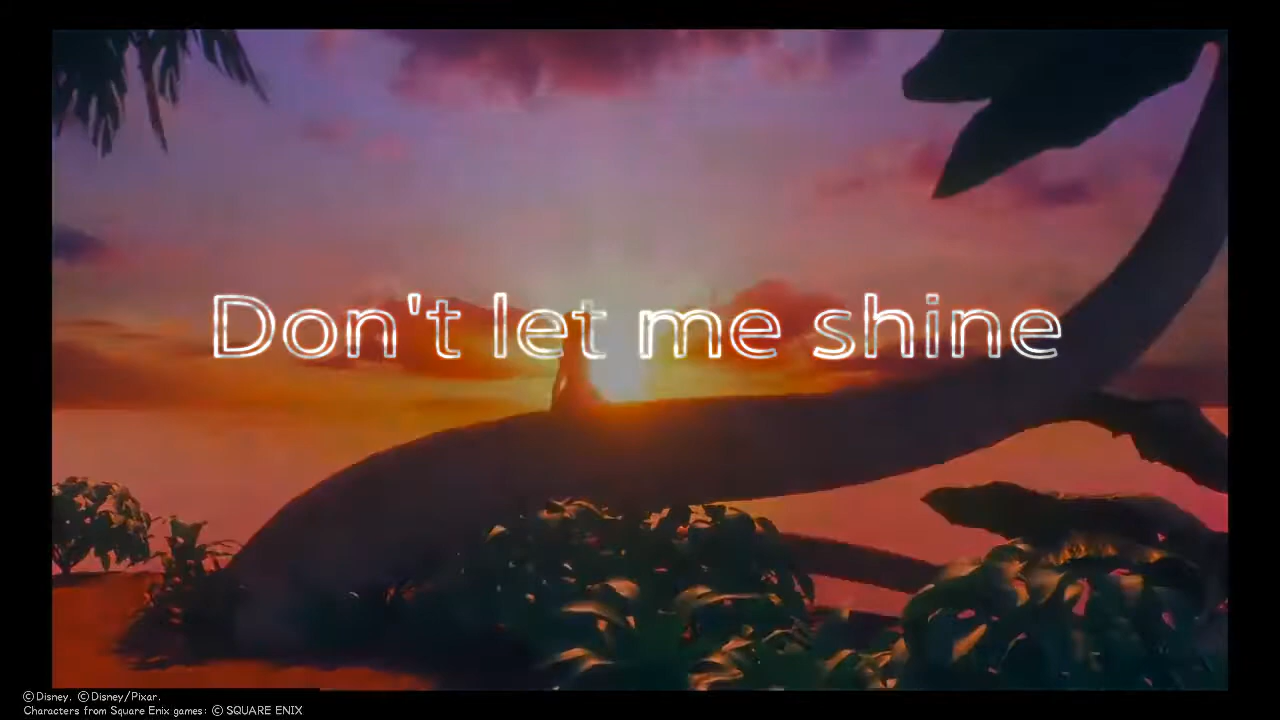 Don't let me shine
©Disney. ©Disney/Pixar.
Characters from Square Enix games: © SQUARE ENIX